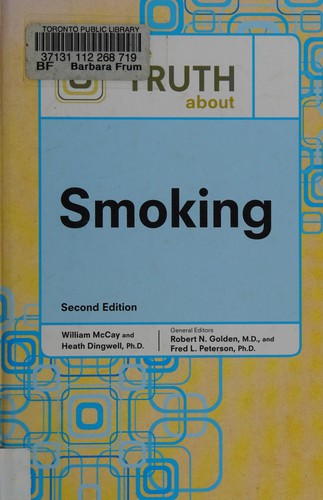 TORONTO PUBLIC LIBRARY
37131 112 268 719
BF Barbara Frum
TRUTH
about
Smoking
Second Edition
William McCay and
Heath Dingwell, Ph.D.
General Editors
Robert N. Golden, M.D., and
Fred L. Peterson, Ph.D.